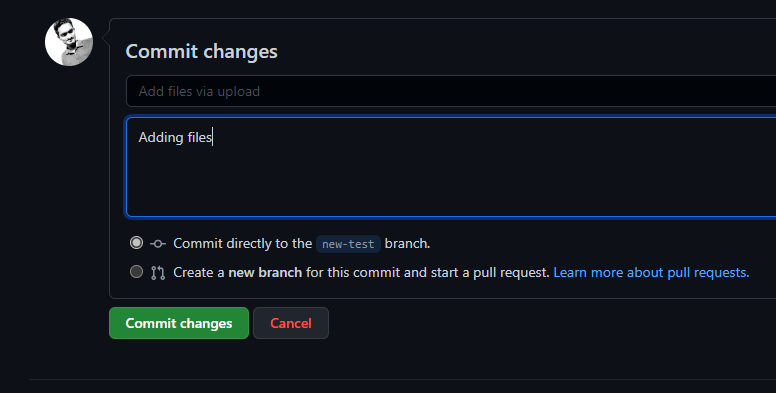 Commit changes
Add files via upload
Adding files
Commit directly to the new-test branch.
Create a new branch for this commit and start a pull request. Learn more about pull requests.
Commit changes Cancel